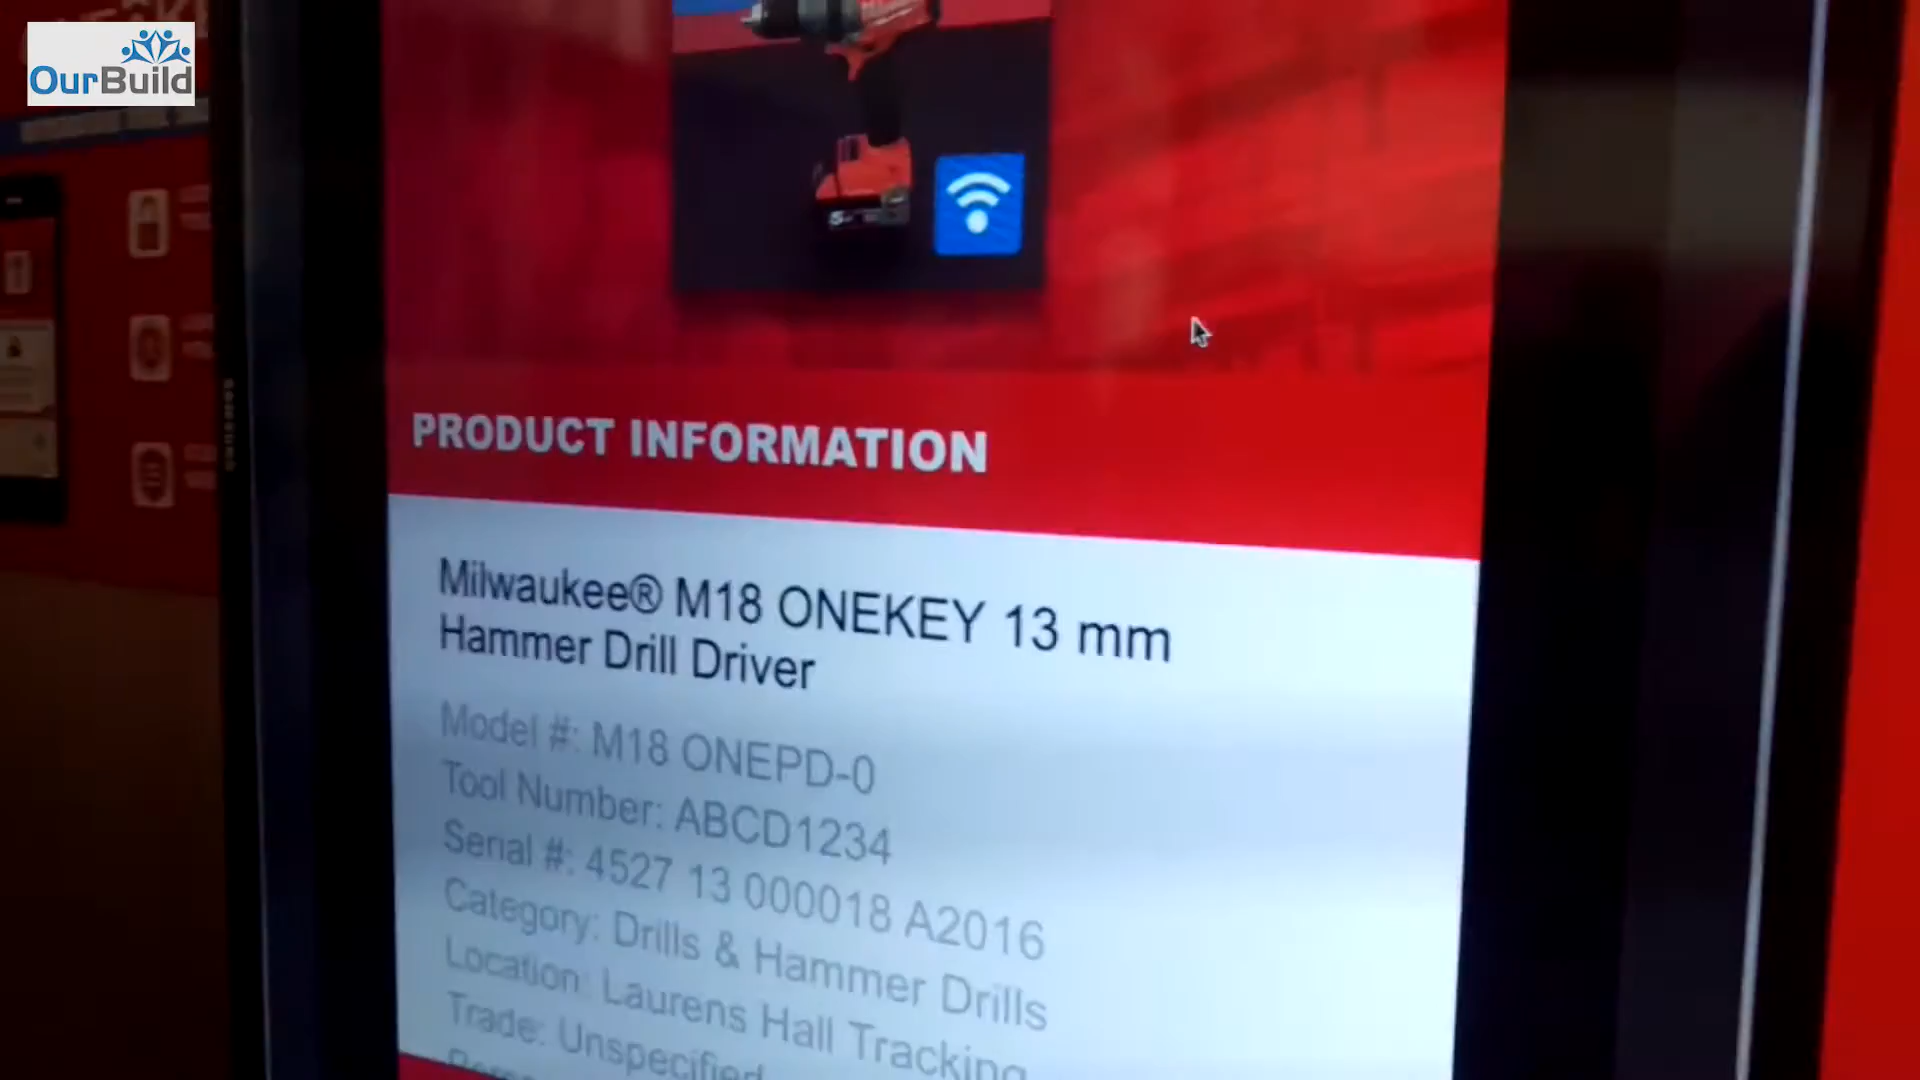 OurBuild
PRODUCT INFORMATION
Milwaukee® M18 ONEKEY 13 mm
Hammer Drill Driver
Model #: M18 ONEPD-0
Tool Number: ABCD1234
Serial #: 4527 13 000018 A2016
Category: Drills & Hammer Drills
Location: Laurens Hall Tracking
Trade: Unspecified
SAMSUNG